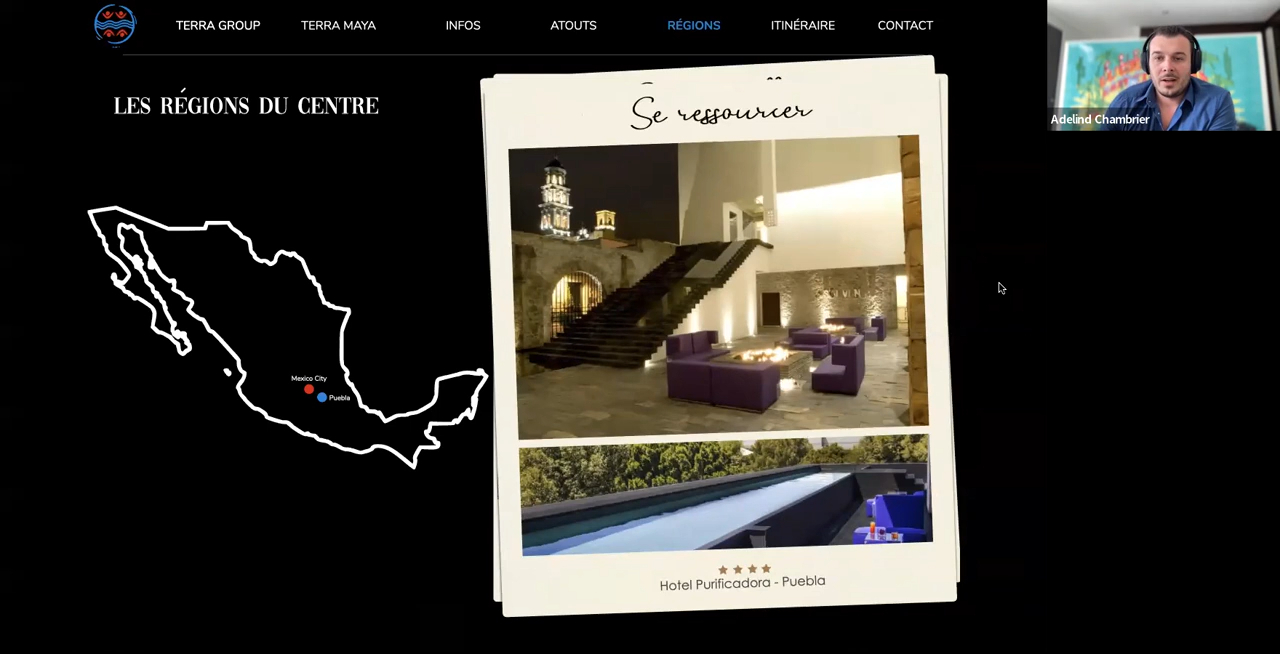 TERRA GROUP
TERRA MAYA
INFOS
ATOUTS
RÉGIONS
ITINÉRAIRE
CONTACT
Adelind Chambrier
LES RÉGIONS DU CENTRE
Se ressourcer
Mexico City
Puebla
Hotel Purificadora - Puebla